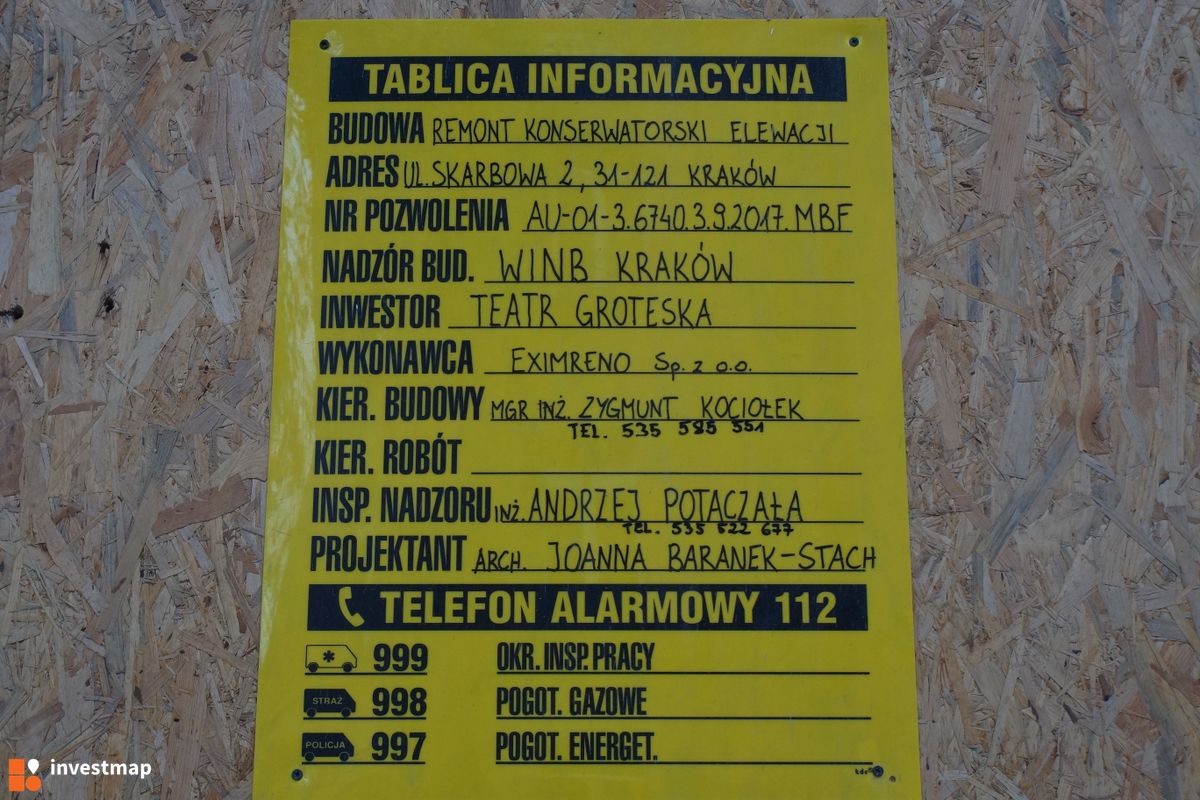 TABLICA INFORMACYJNA
BUDOWA REMONT KONSERWATORSKI ELEWACJI
ADRES UL. SKARBOWA 2, 31-121 KRAKÓW
NR POZWOLENIA AU-01-3.6740.3.9.2017.MBF
NADZÓR BUD. WINB KRAKÓW
INWESTOR TEATR GROTESKA
WYKONAWCA EXIMRENO Sp. z o.o.
KIER. BUDOWY MGR INŻ. ZYGMUNT KOCIOŁEK
TEL. 535 585 551
KIER. ROBÓT
INSP. NADZORU INŻ. ANDRZEJ POTACZAŁA
TEL. 535 522 677
PROJEKTANT ARCH. JOANNA BARANEK-STACH
TELEFON ALARMOWY 112
999 OKR. INSP. PRACY
STRAŻ 998 POGOT. GAZOWE
POLICJA 997 POGOT. ENERGET.
tdc
investmap